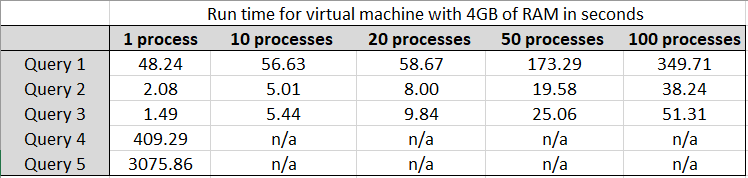 Run time for virtual machine with 4GB of RAM in seconds
1 process 10 processes 20 processes 50 processes 100 processes
Query 1 48.24 56.63 58.67 173.29 349.71
Query 2 2.08 5.01 8.00 19.58 38.24
Query 3 1.49 5.44 9.84 25.06 51.31
Query 4 409.29 n/a n/a n/a n/a
Query 5 3075.86 n/a n/a n/a n/a